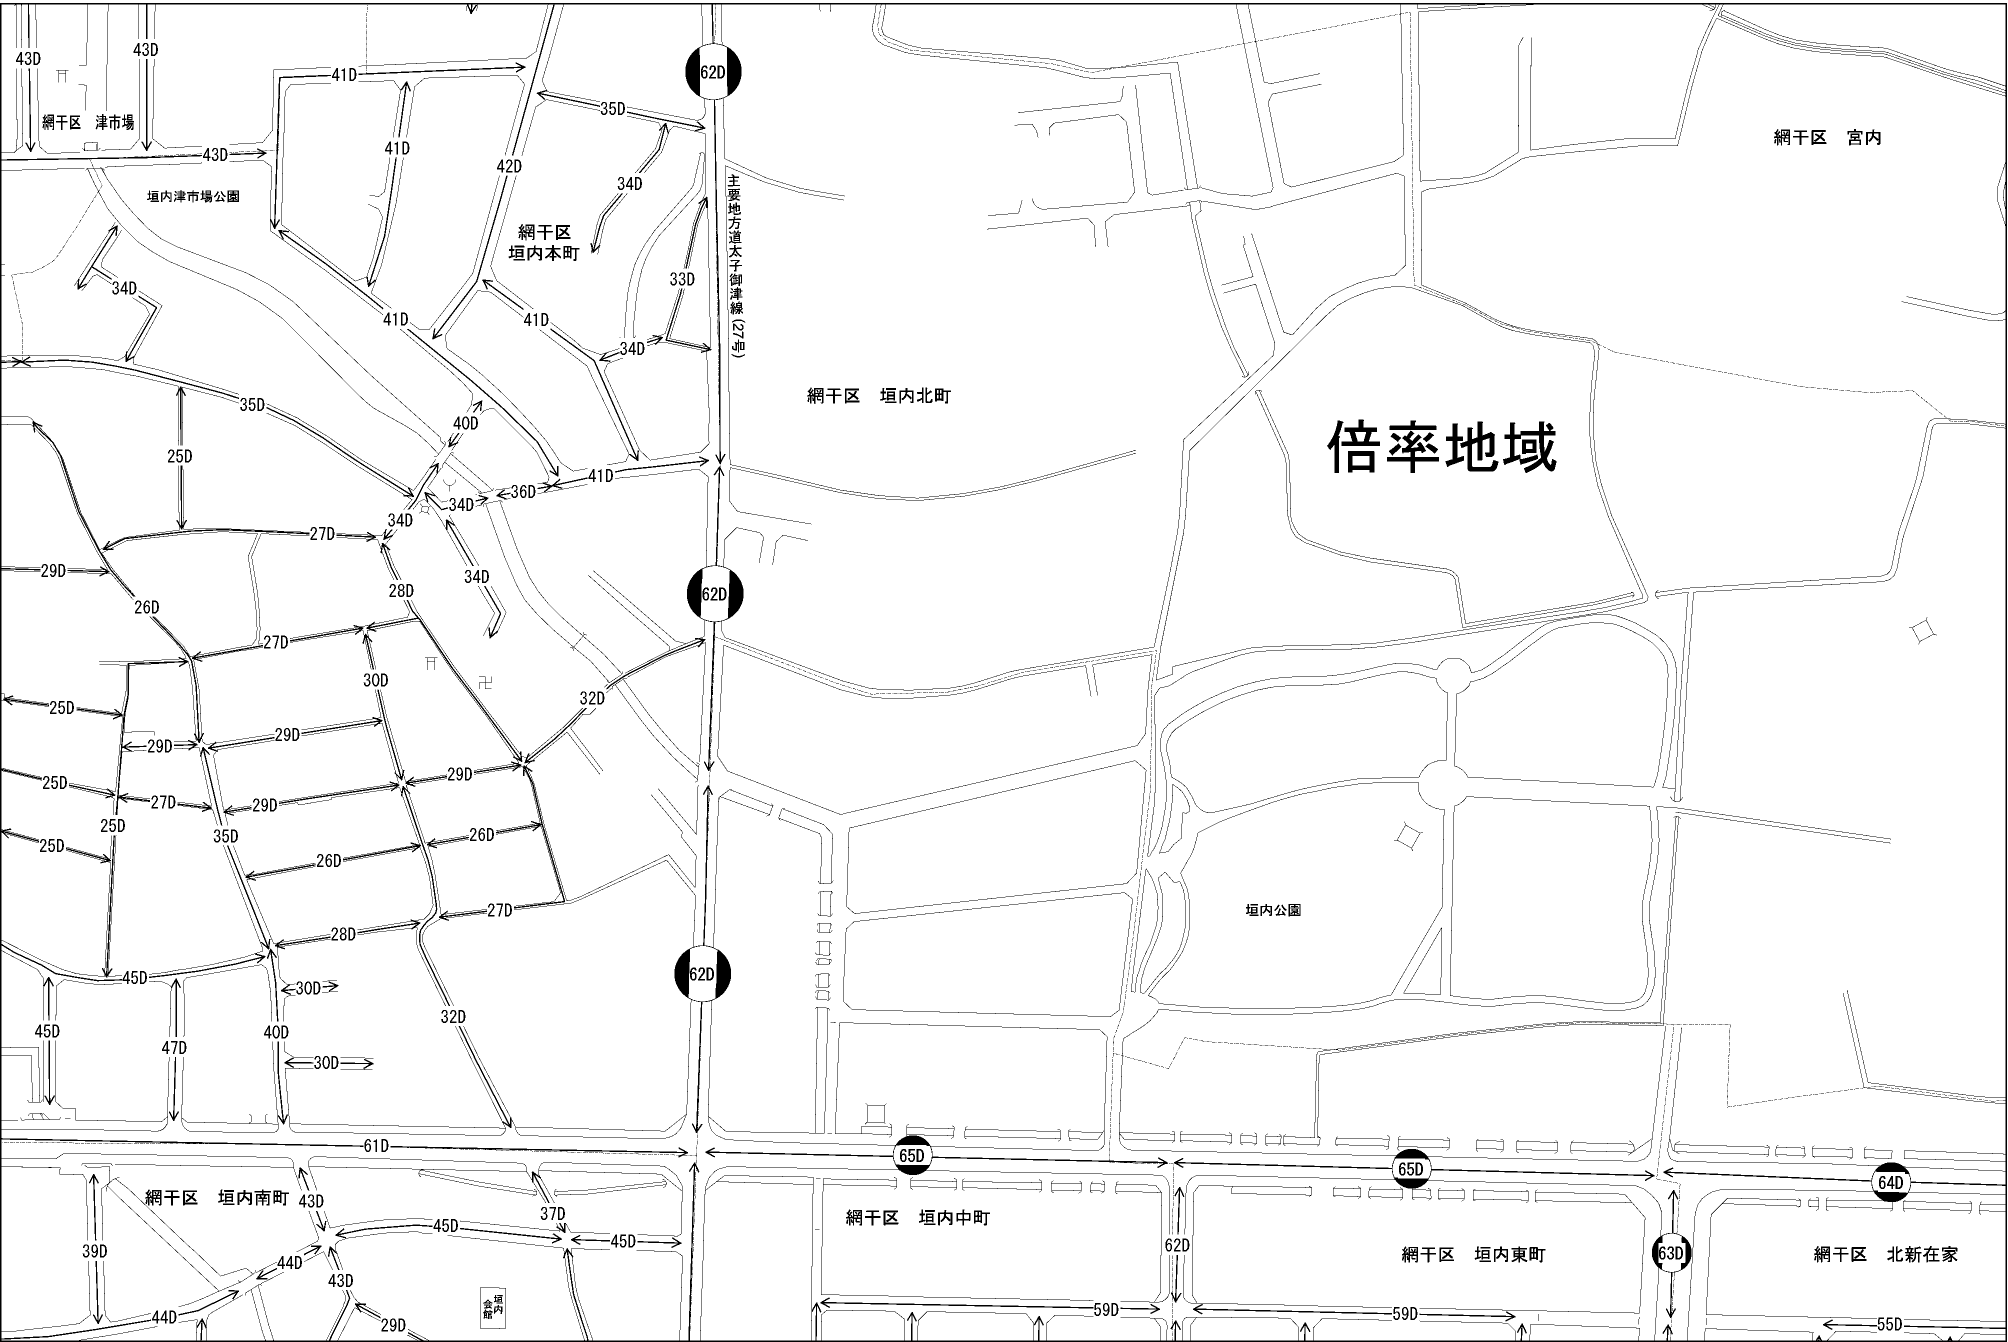 43D
43D
41D
62D
35D
網干区 津市場
43D
41D
42D
34D
網干区 宮内
垣内津市場公園
網干区
垣内本町
主要地方道太子御津線(27号)
34D
33D
41D
41D
34D
35D
40D
網干区 垣内北町
倍率地域
25D
34D
36D
41D
34D
27D
29D
34D
28D
62D
26D
27D
30D
32D
25D
29D
29D
29D
25D
27D
29D
25D
35D
26D
25D
26D
27D
28D
垣内公園
45D
30D
62D
45D
47D
40D
32D
30D
61D
65D
65D
64D
網干区 垣内南町
43D
37D
網干区 垣内中町
45D
45D
62D
39D
44D
43D
63D
網干区 垣内東町
網干区 北新在家
垣内
会館
44D
29D
59D
59D
55D